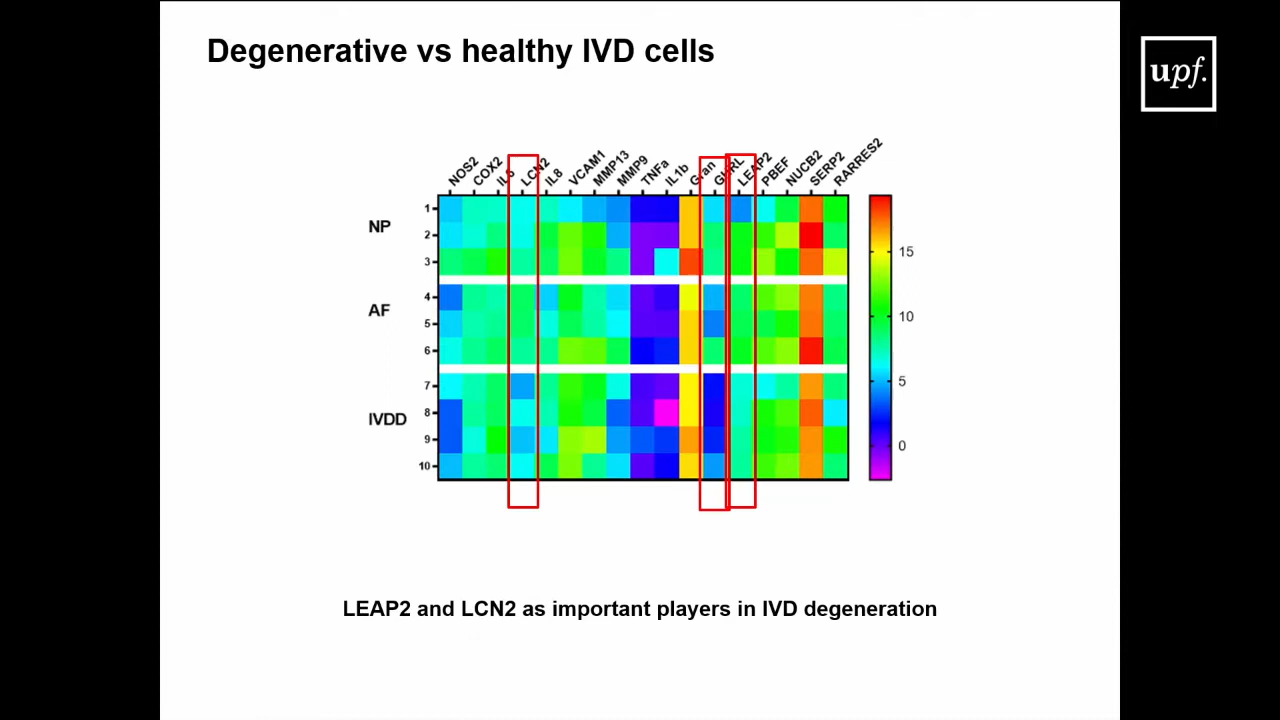 Degenerative vs healthy IVD cells
upf.
NOS2 COX2 LCN2 IL8 VCAM1 MMP13 MMP9 TNFa IL1b LEAP2 PBEF NUCB2 SERP2 RARRES2
NP
1
2
3
AF
4
5
6
IVDD
7
8
9
10
15
10
5
0
LEAP2 and LCN2 as important players in IVD degeneration